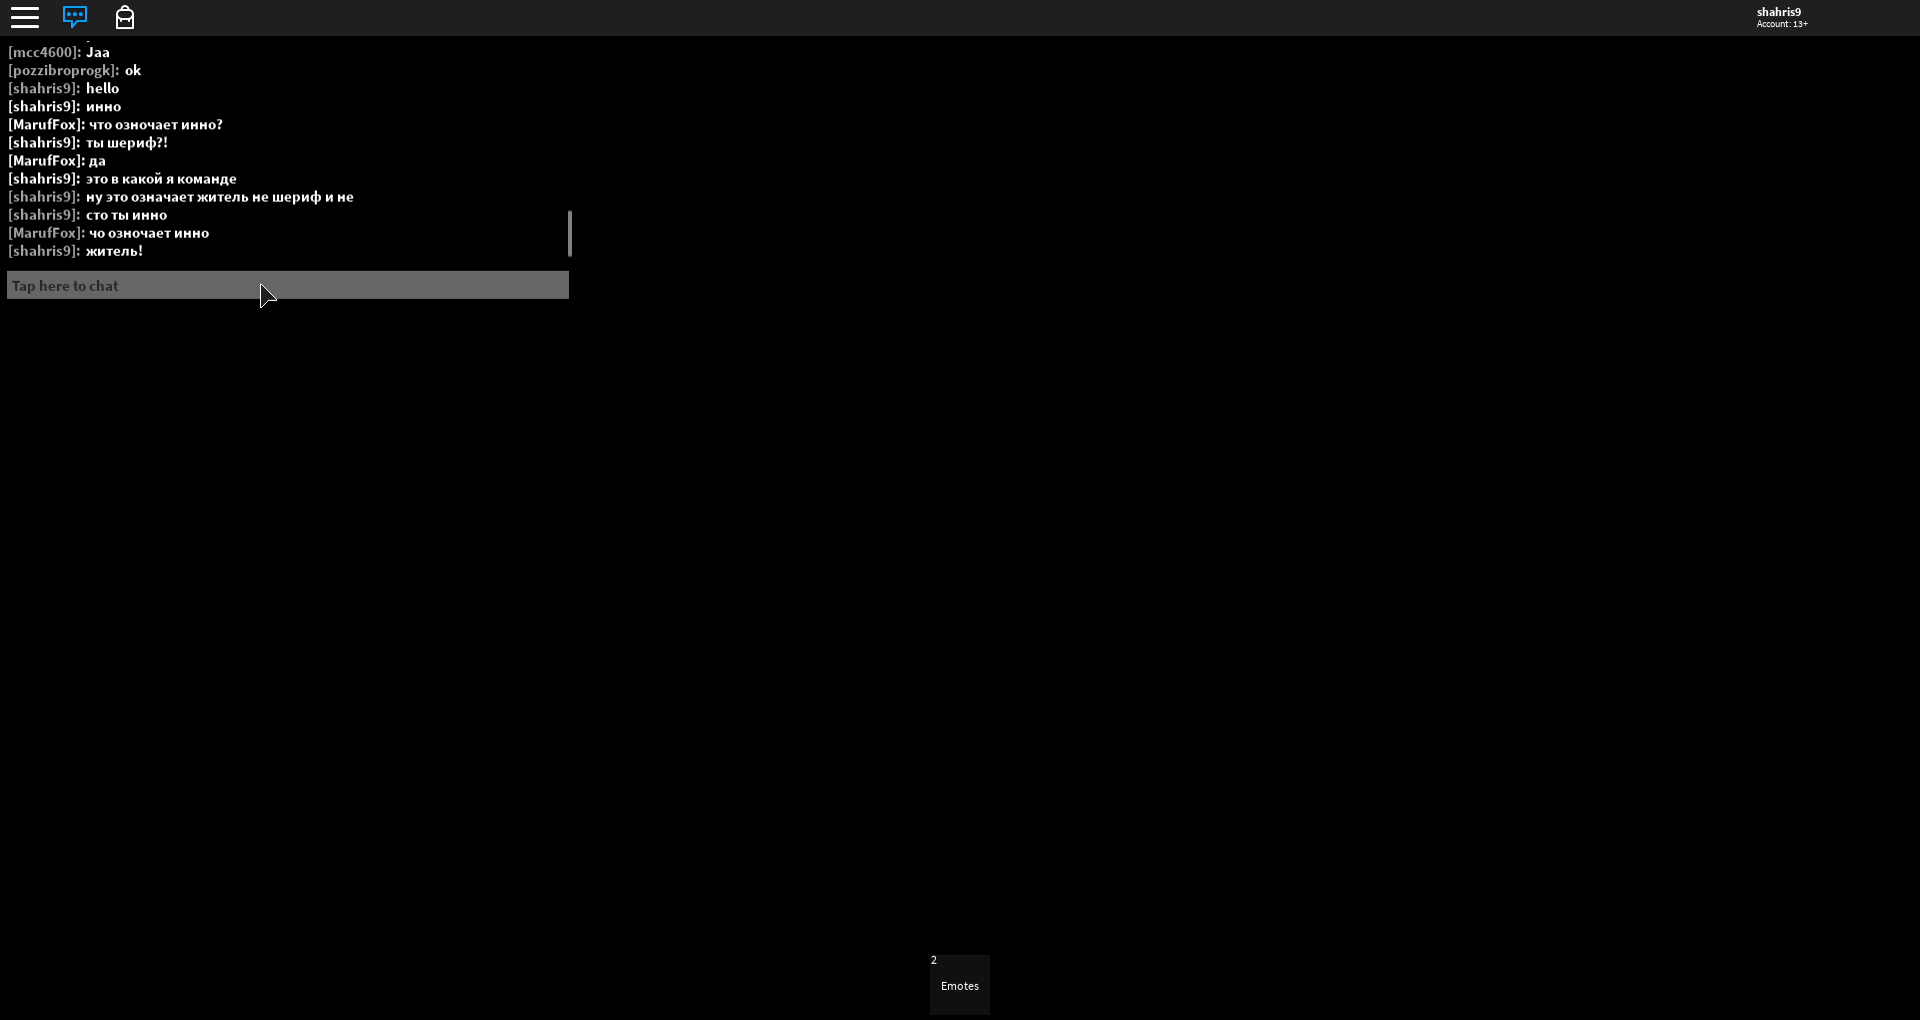 shahris9
Account: 13+
[mcc4600]: Jaa
[pozzibroprogk]: ok
[shahris9]: hello
[shahris9]: инно
[MarufFox]: что озночает инно?
[shahris9]: ты шериф?!
[MarufFox]: да
[shahris9]: это в какой я команде
[shahris9]: ну это означает житель не шериф и не
[shahris9]: сто ты инно
[MarufFox]: чо озночает инно
[shahris9]: житель!
Tap here to chat
2
Emotes